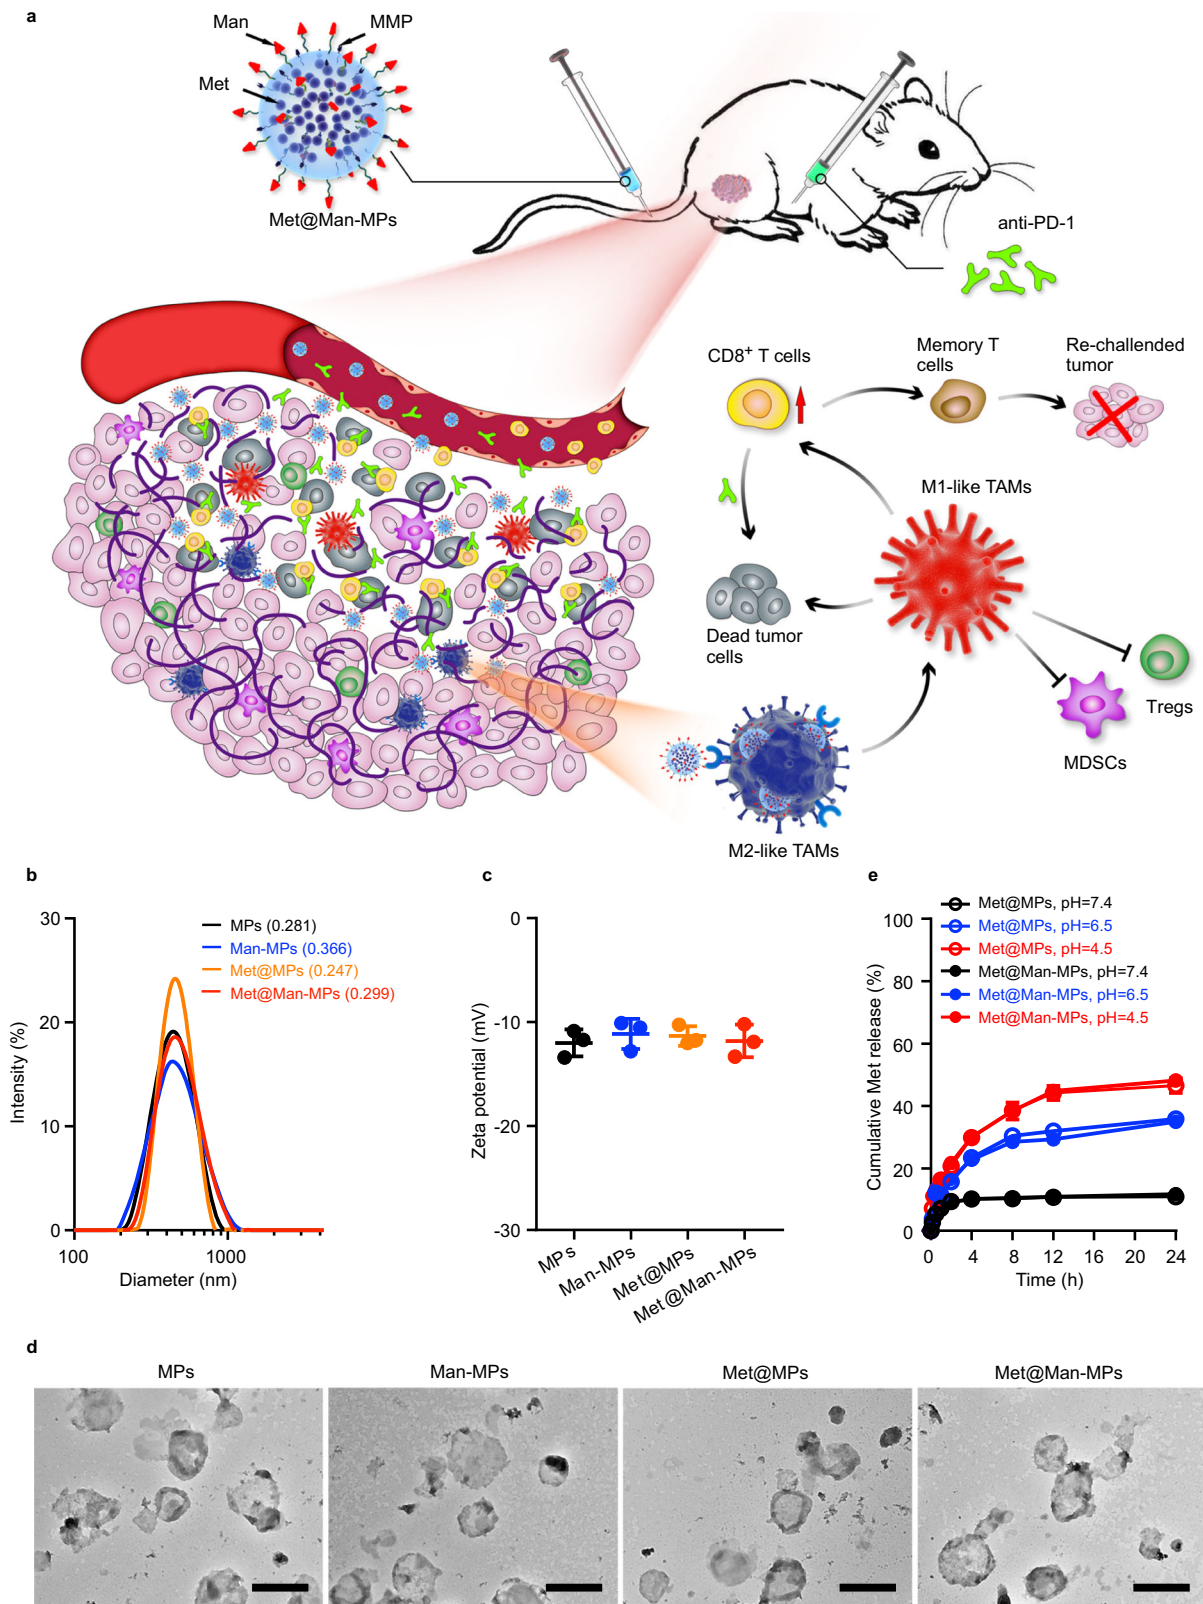 a
Man
MMP
Met
Met@Man-MPs
anti-PD-1
CD8+ T cells
Memory T
cells
Re-challended
tumor
M1-like TAMs
Dead tumor
cells
Tregs
MDSCs
M2-like TAMs
b
30
20
10
0
100
1000
Intensity (%)
Diameter (nm)
MPs (0.281)
Man-MPs (0.366)
Met@MPs (0.247)
Met@Man-MPs (0.299)
c
0
-10
-20
-30
Zeta potential (mV)
MPs
Man-MPs
Met@MPs
Met@Man-MPs
e
Met@MPs, pH=7.4
Met@MPs, pH=6.5
Met@MPs, pH=4.5
Met@Man-MPs, pH=7.4
Met@Man-MPs, pH=6.5
Met@Man-MPs, pH=4.5
100
80
60
40
20
0
Cumulative Met release (%)
0 4 8 12 16 20 24
Time (h)
d
MPs
Man-MPs
Met@MPs
Met@Man-MPs